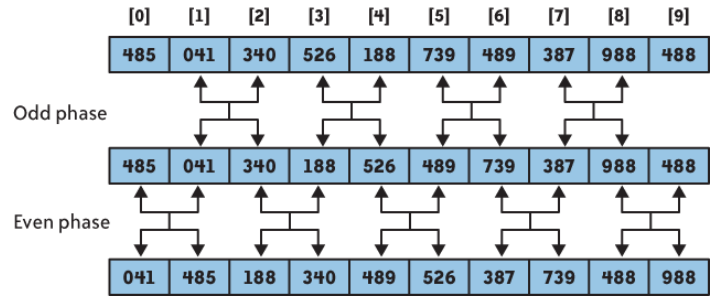 [0] [1] [2] [3] [4] [5] [6] [7] [8] [9]
485 041 340 526 188 739 489 387 988 488
Odd phase
485 041 340 188 526 489 739 387 988 488
Even phase
041 485 188 340 489 526 387 739 488 988